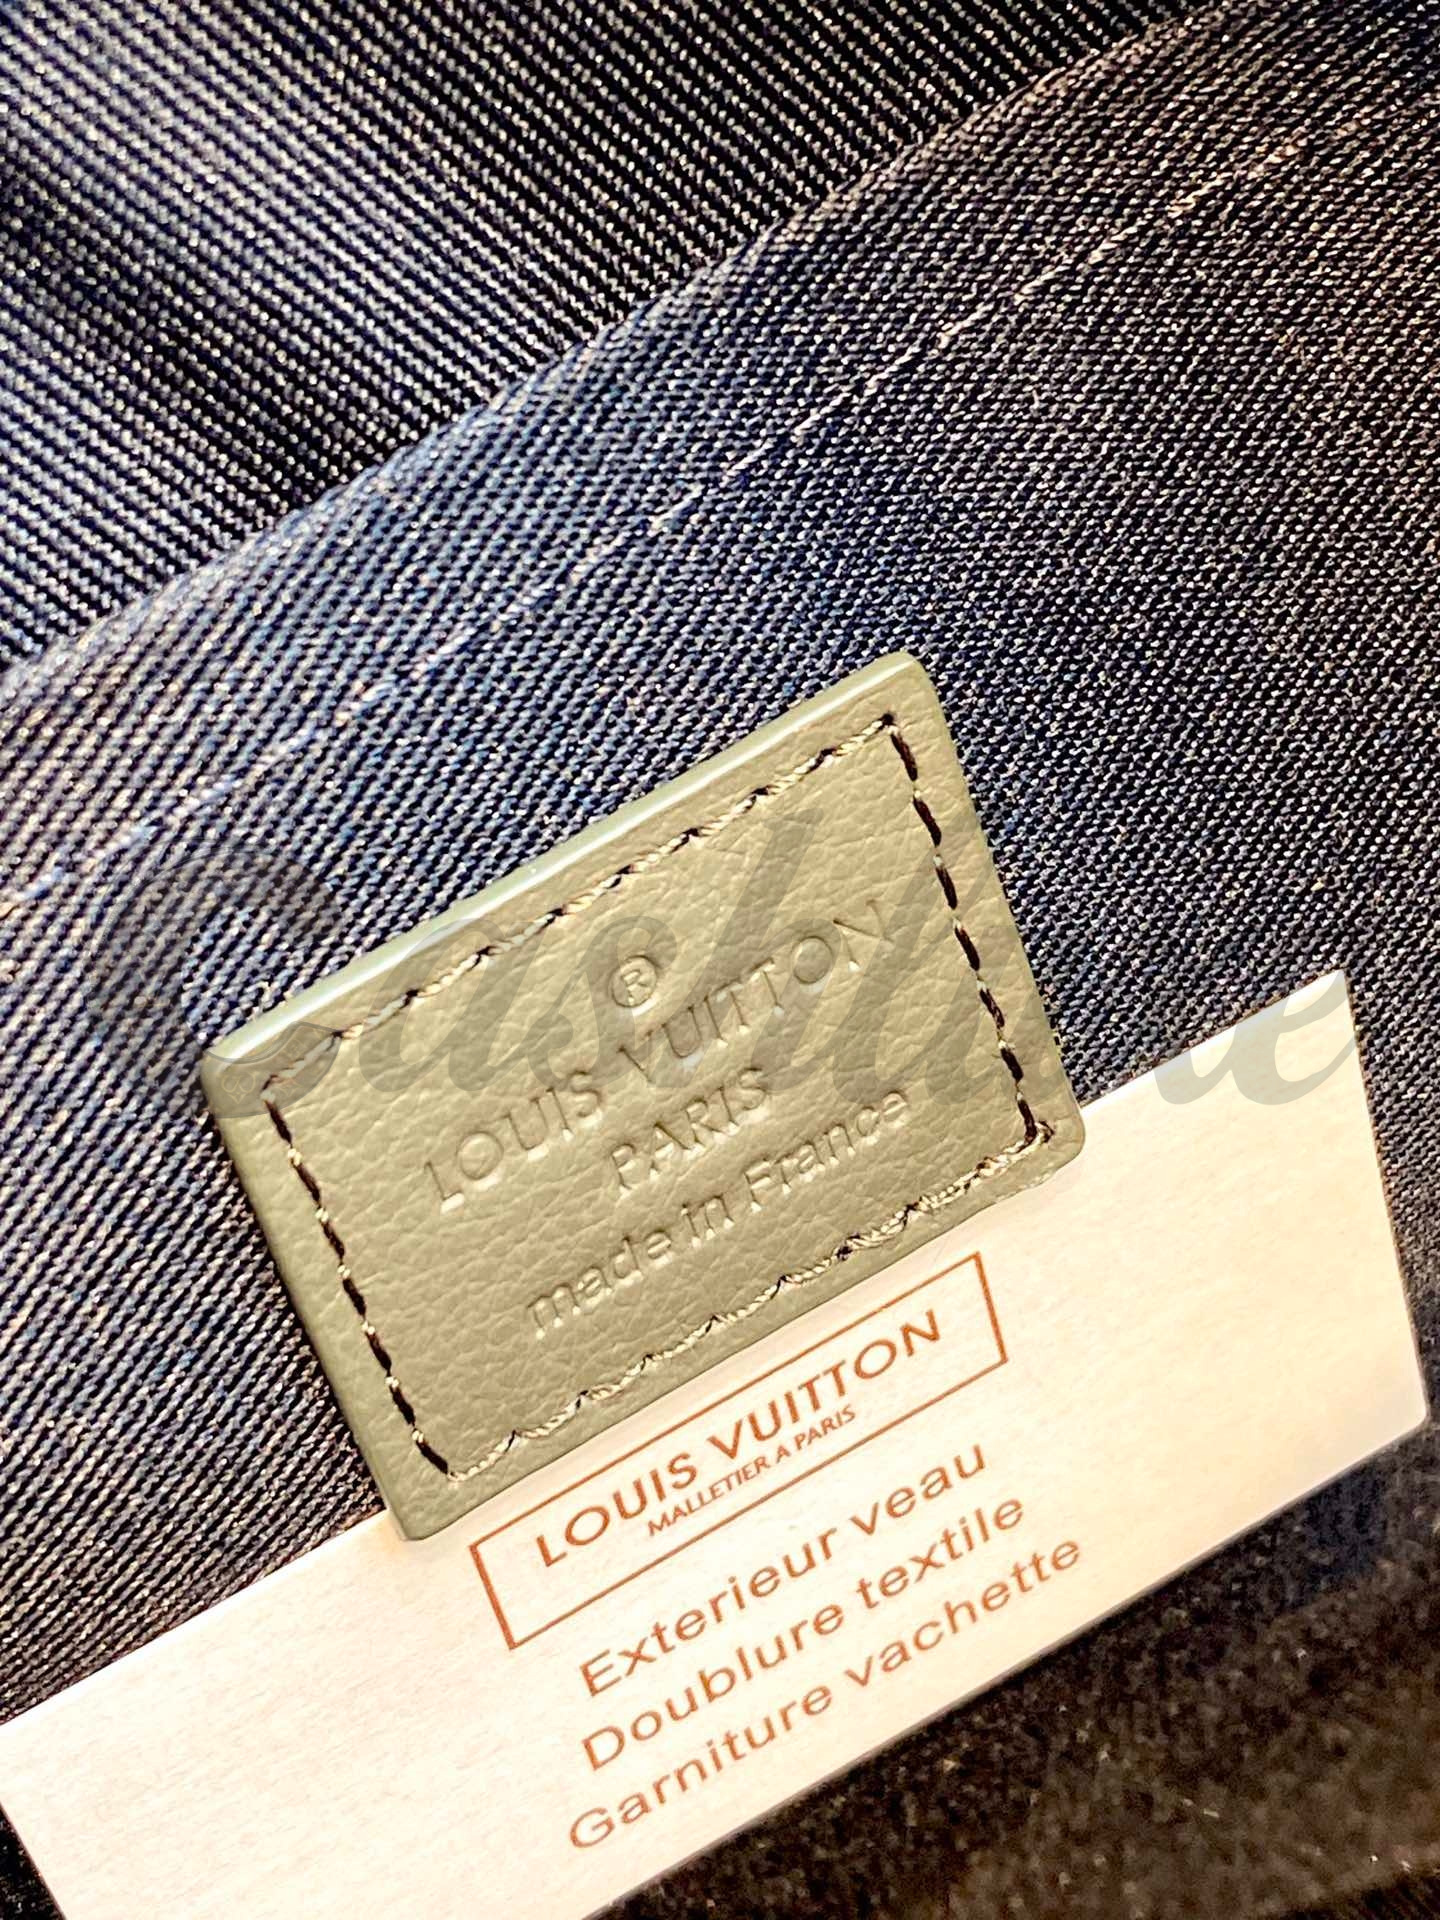 ®
LOUIS VUITTON
PARIS
made in France
LOUIS VUITTON
MALLETIER A PARIS
Exterieur veau
Doublure textile
Garniture vachette